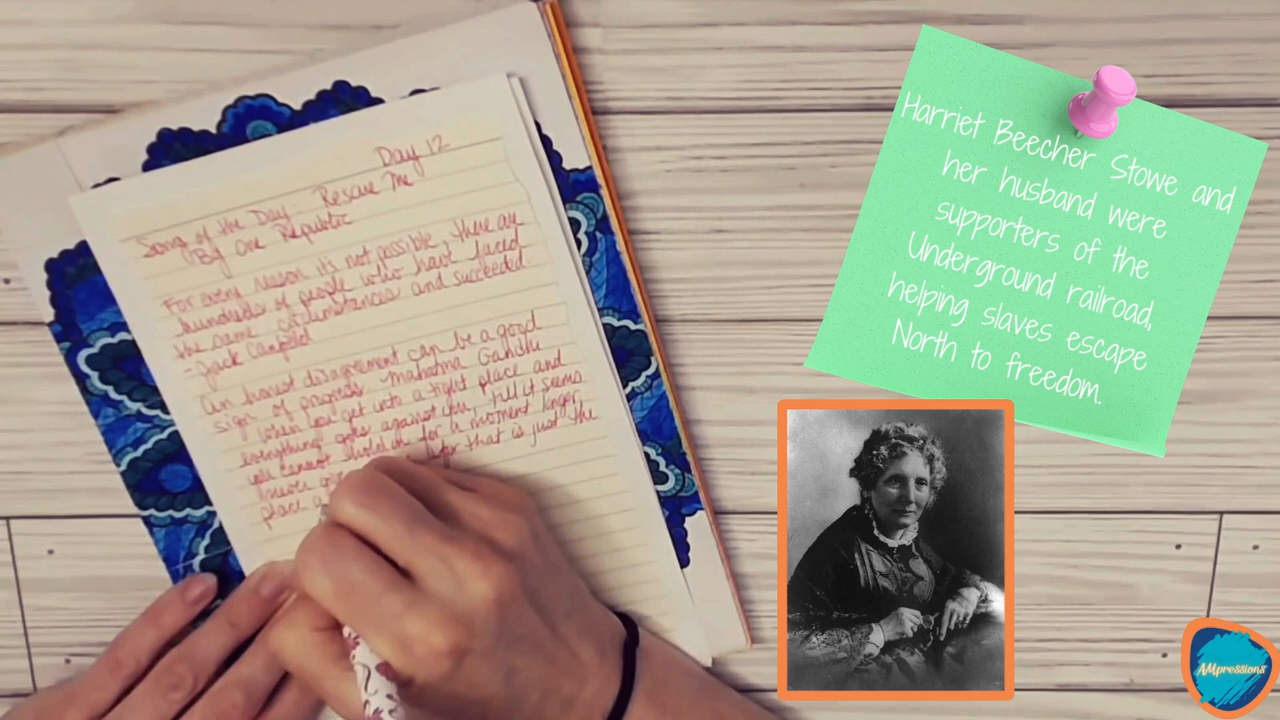 Day 12
Song of the Day: Rescue Me
By One Republic
For every reason it's not possible, there are
hundreds of people who have faced
the same circumstances and succeeded
-Jack Canfield
An honest disagreement can be a good
sign of progress -Mahatma Gandhi
When you get into a tight place and
everything goes against you, till it seems
you cannot hold on for a moment longer,
never give for that is just the
place a
Harriet Beecher Stowe and
her husband were
supporters of the
Underground railroad,
helping slaves escape
North to freedom.
AMpressions